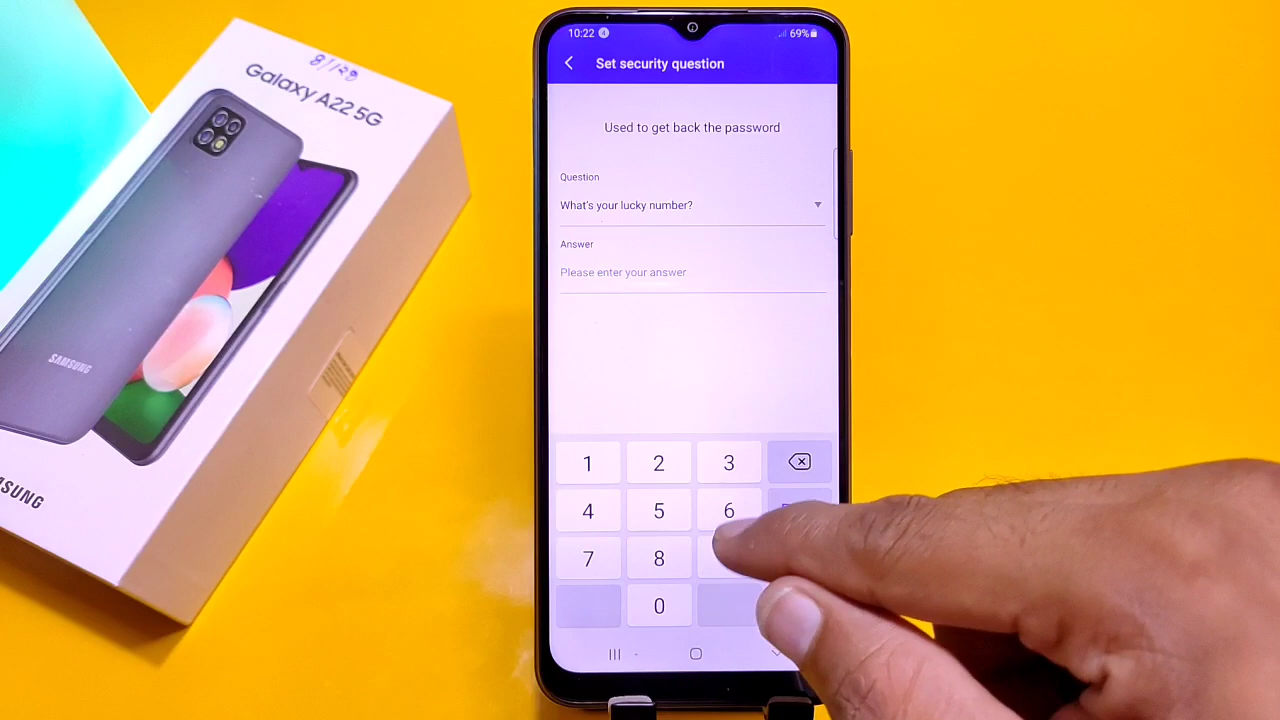 Galaxy A22 5G
SAMSUNG
10:22
69%
Set security question
Used to get back the password
Question
What's your lucky number?
Answer
Please enter your answer
1 2 3
4 5 6
7 8
0